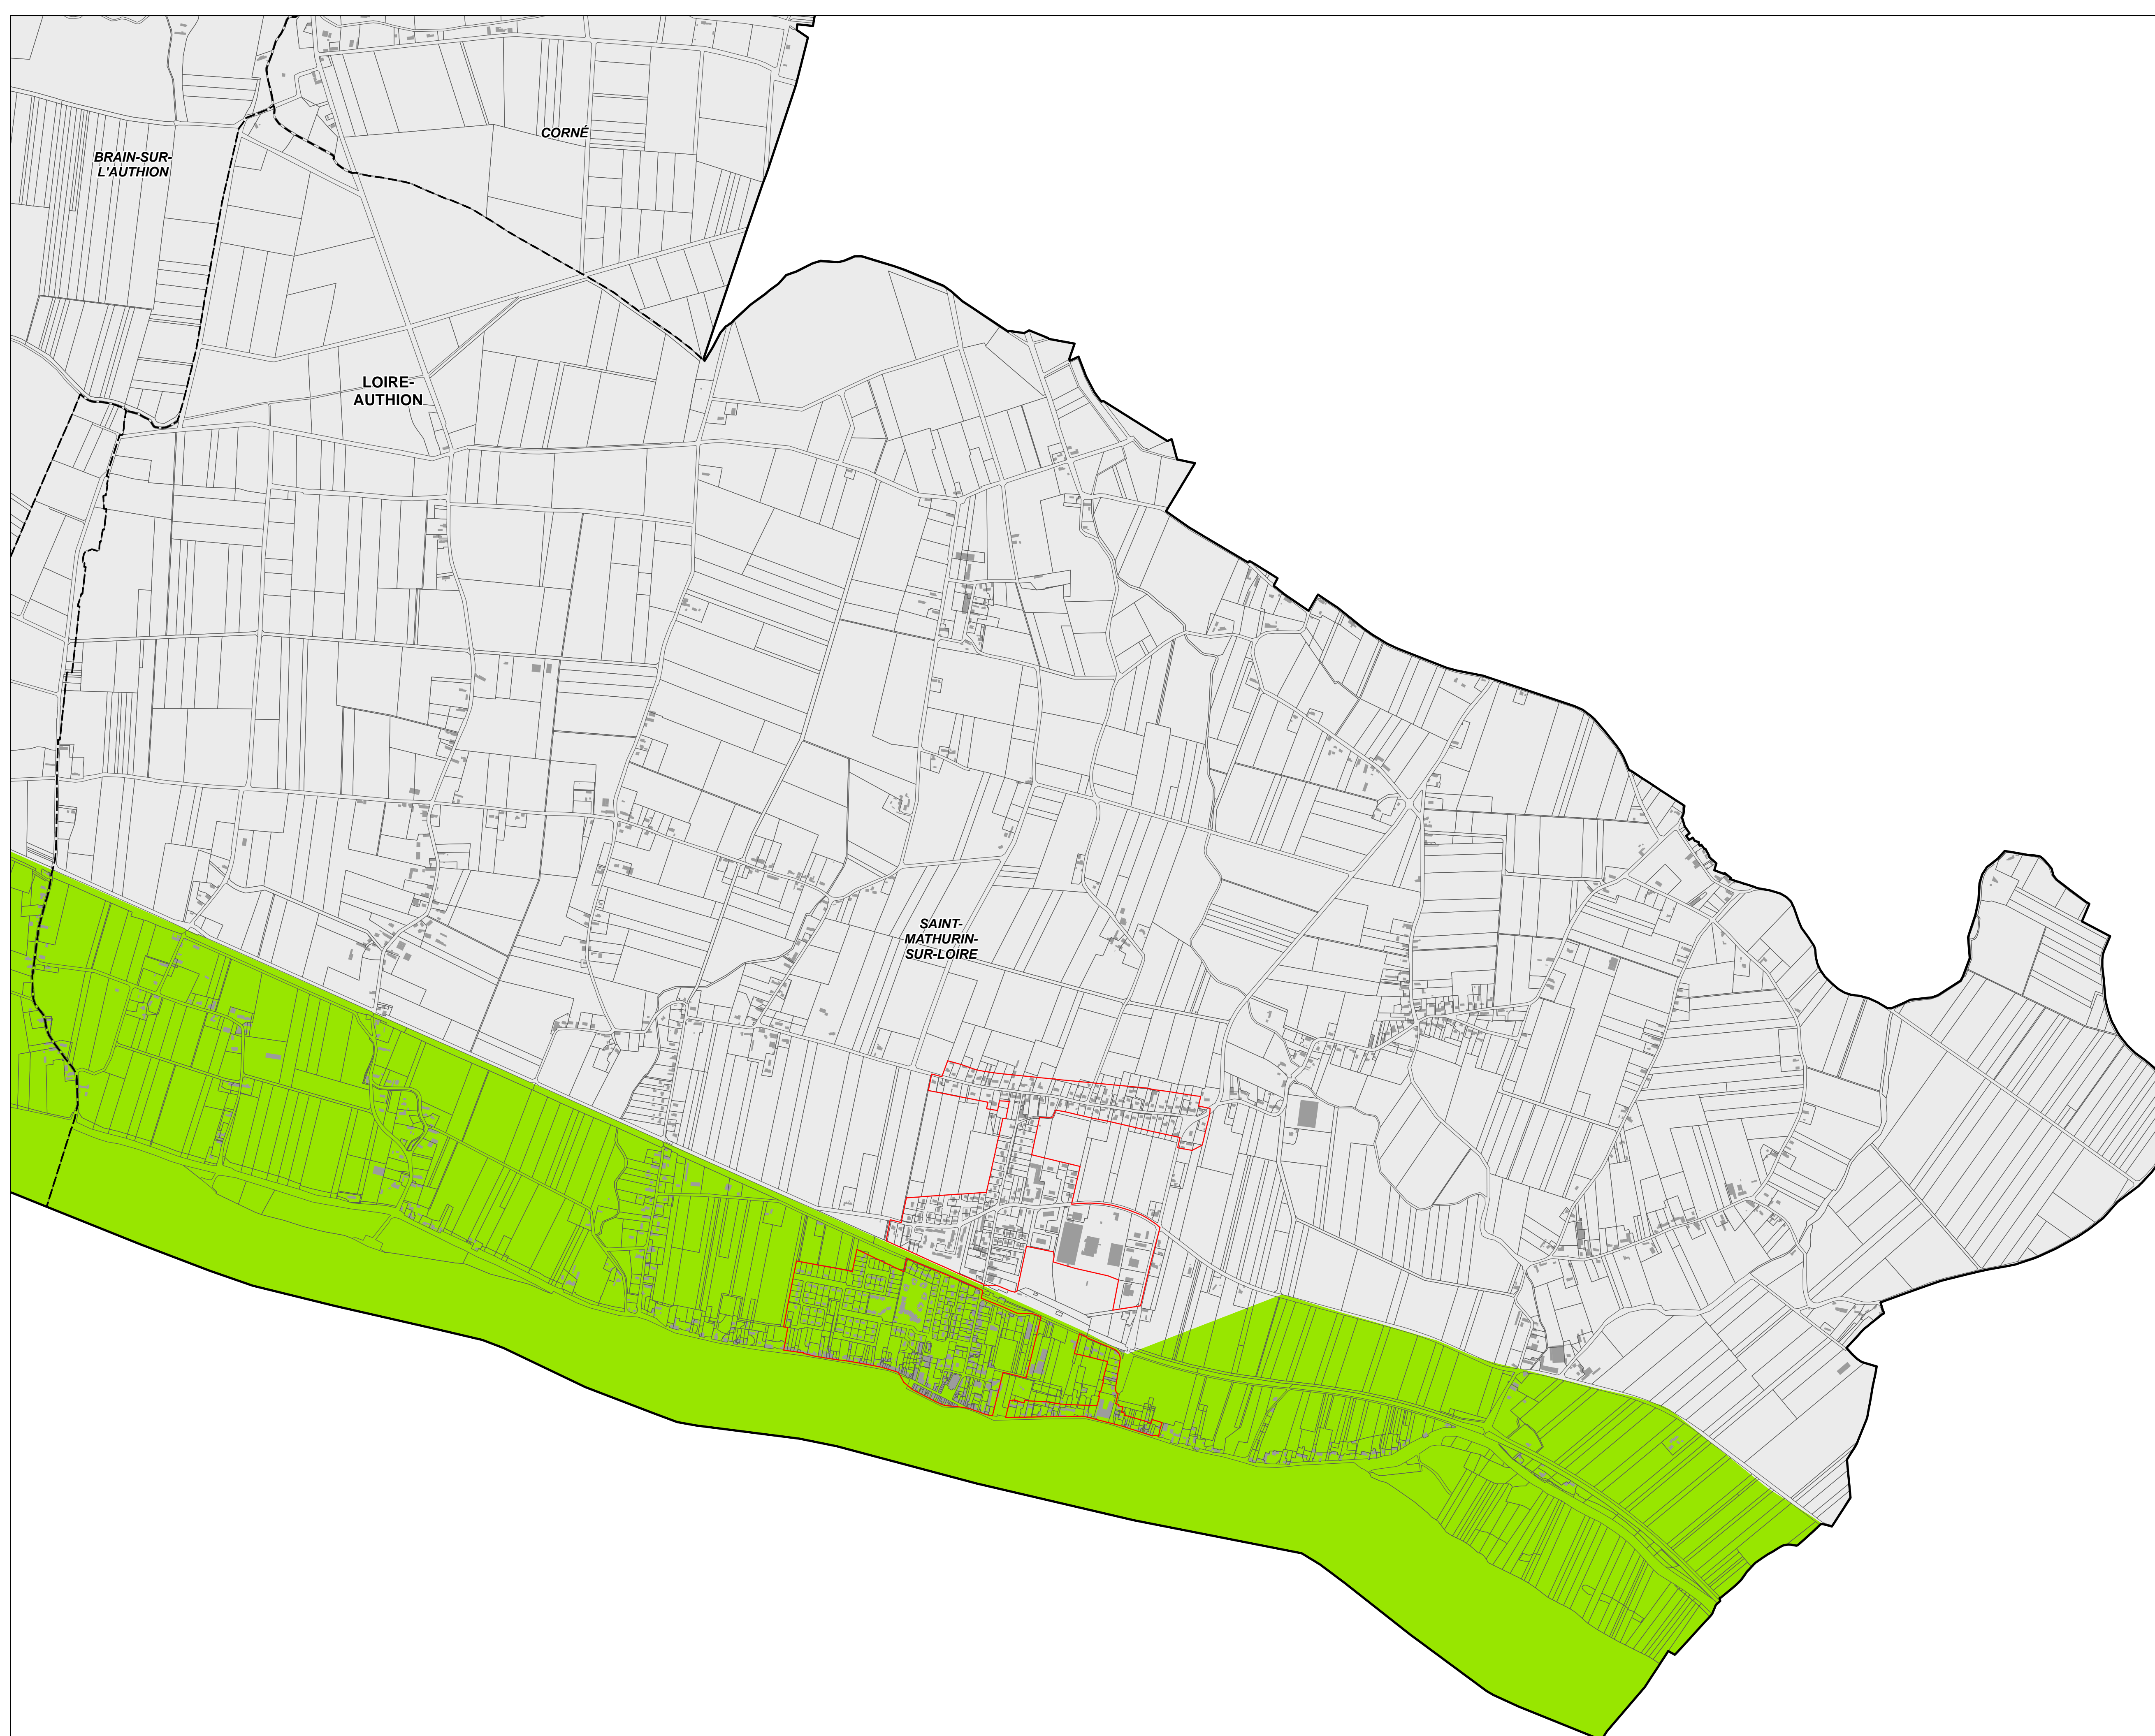 CORNÉ
BRAIN-SUR-
L'AUTHION
LOIRE-
AUTHION
SAINT-
MATHURIN-
SUR-LOIRE